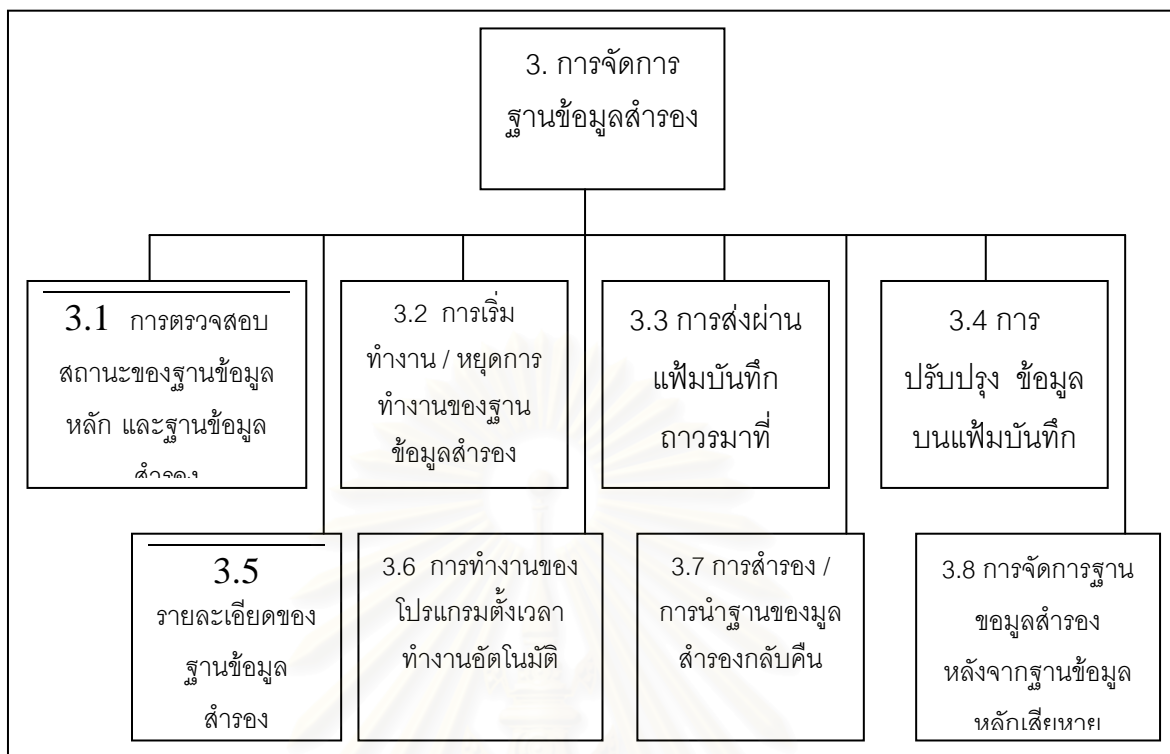 3. การจัดการ
ฐานข้อมูลสำรอง
3.1 การตรวจสอบ
สถานะของฐานข้อมูล
หลัก และฐานข้อมูล
สำรอง
3.2 การเริ่ม
ทำงาน / หยุดการ
ทำงานของฐาน
ข้อมูลสำรอง
3.3 การส่งผ่าน
แฟ้มบันทึก
ถาวรมาที่
3.4 การ
ปรับปรุง ข้อมูล
บนแฟ้มบันทึก
3.5
รายละเอียดของ
ฐานข้อมูล
สำรอง
3.6 การทำงานของ
โปรแกรมตั้งเวลา
ทำงานอัตโนมัติ
3.7 การสำรอง /
การนำฐานของมูล
สำรองกลับคืน
3.8 การจัดการฐาน
ขอมูลสำรอง
หลังจากฐานข้อมูล
หลักเสียหาย